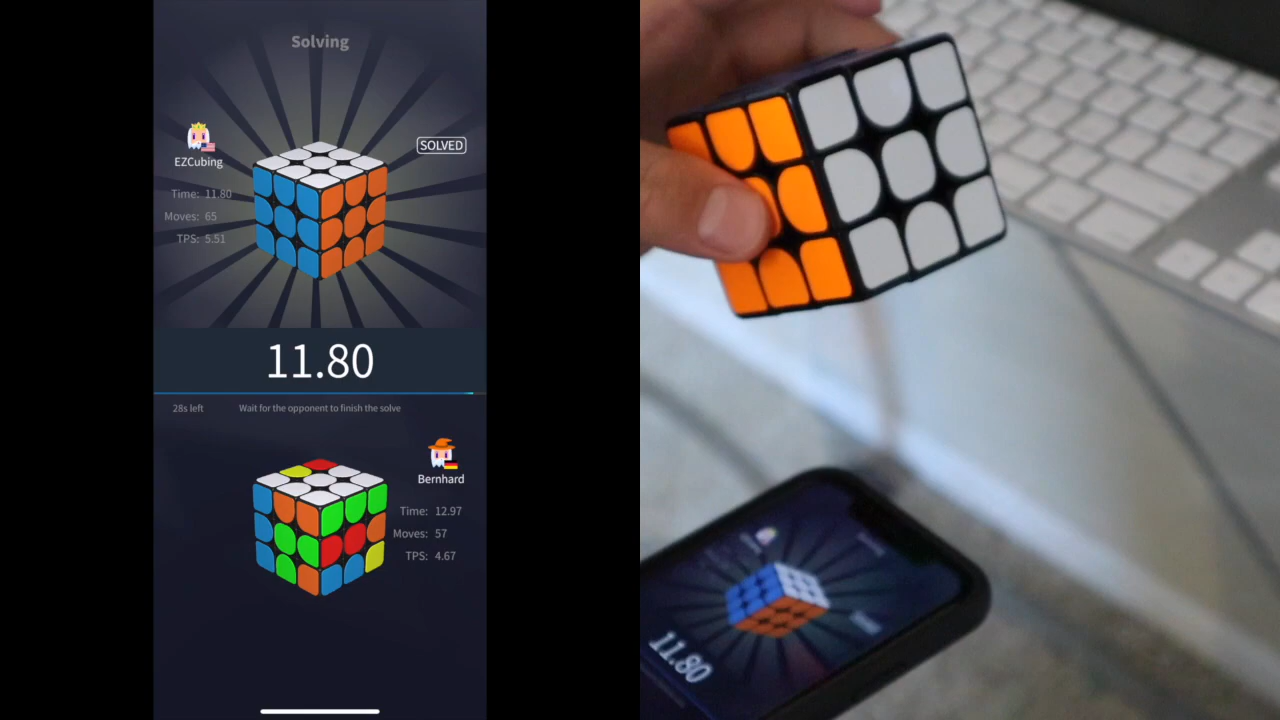 Solving
EZCubing
SOLVED
Time: 11.80
Moves: 65
TPS: 5.51
11.80
28s left
Wait for the opponent to finish the solve
Bernhard
Time: 12.97
Moves: 57
TPS: 4.67
11.80